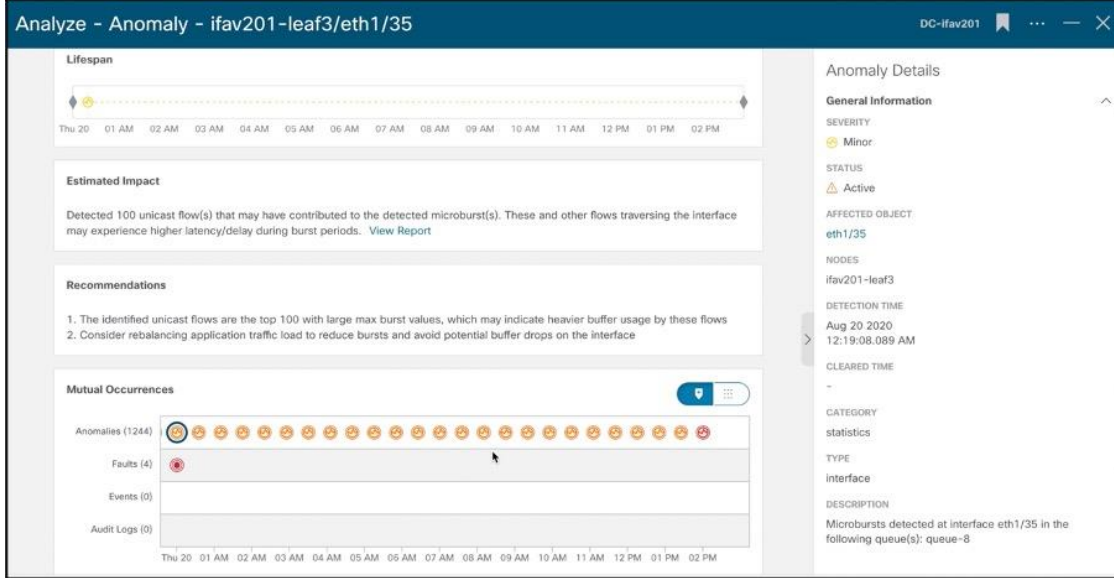 Analyze - Anomaly - ifav201-leaf3/eth1/35
DC-ifav201
Lifespan
Thu 20 01 AM 02 AM 03 AM 04 AM 05 AM 06 AM 07 AM 08 AM 09 AM 10 AM 11 AM 12 PM 01 PM 02 PM
Estimated Impact
Detected 100 unicast flow(s) that may have contributed to the detected microburst(s). These and other flows traversing the interface
may experience higher latency/delay during burst periods. View Report
Recommendations
1. The identified unicast flows are the top 100 with large max burst values, which may indicate heavier buffer usage by these flows
2. Consider rebalancing application traffic load to reduce bursts and avoid potential buffer drops on the interface
Mutual Occurrences
Anomalies (1244)
Faults (4)
Events (0)
Audit Logs (0)
Thu 20 01 AM 02 AM 03 AM 04 AM 05 AM 06 AM 07 AM 08 AM 09 AM 10 AM 11 AM 12 PM 01 PM 02 PM
Anomaly Details
General Information
SEVERITY
Minor
STATUS
Active
AFFECTED OBJECT
eth1/35
NODES
ifav201-leaf3
DETECTION TIME
Aug 20 2020
12:19:08.089 AM
CLEARED TIME
-
CATEGORY
statistics
TYPE
interface
DESCRIPTION
Microbursts detected at interface eth1/35 in the
following queue(s): queue-8